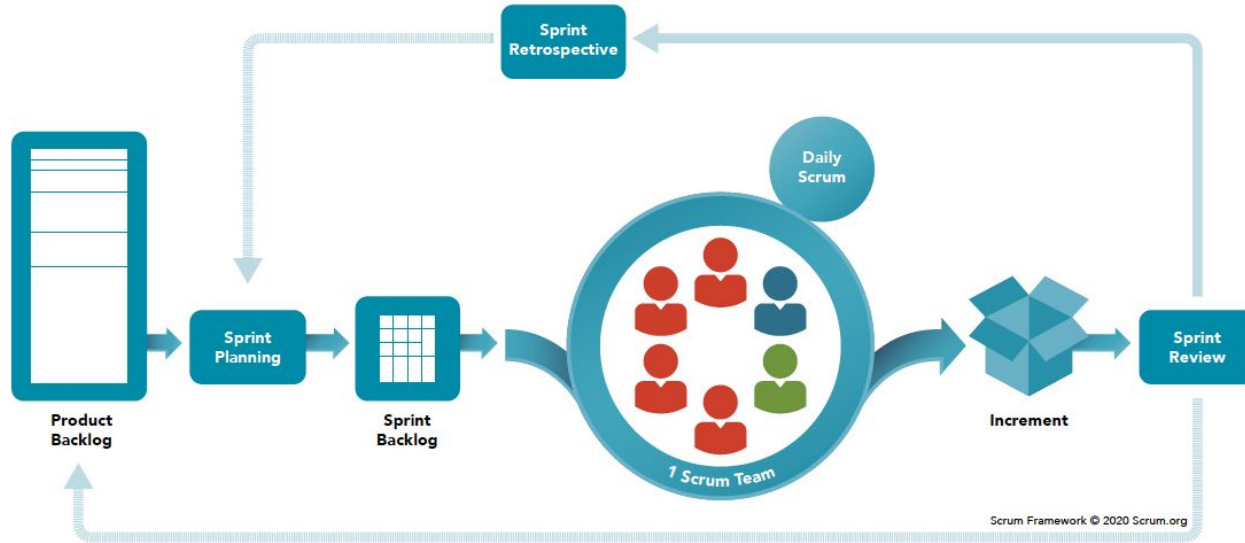 Sprint
Retrospective
Daily
Scrum
Sprint
Planning
Sprint
Review
Product
Backlog
Sprint
Backlog
Increment
1 Scrum Team
Scrum Framework © 2020 Scrum.org